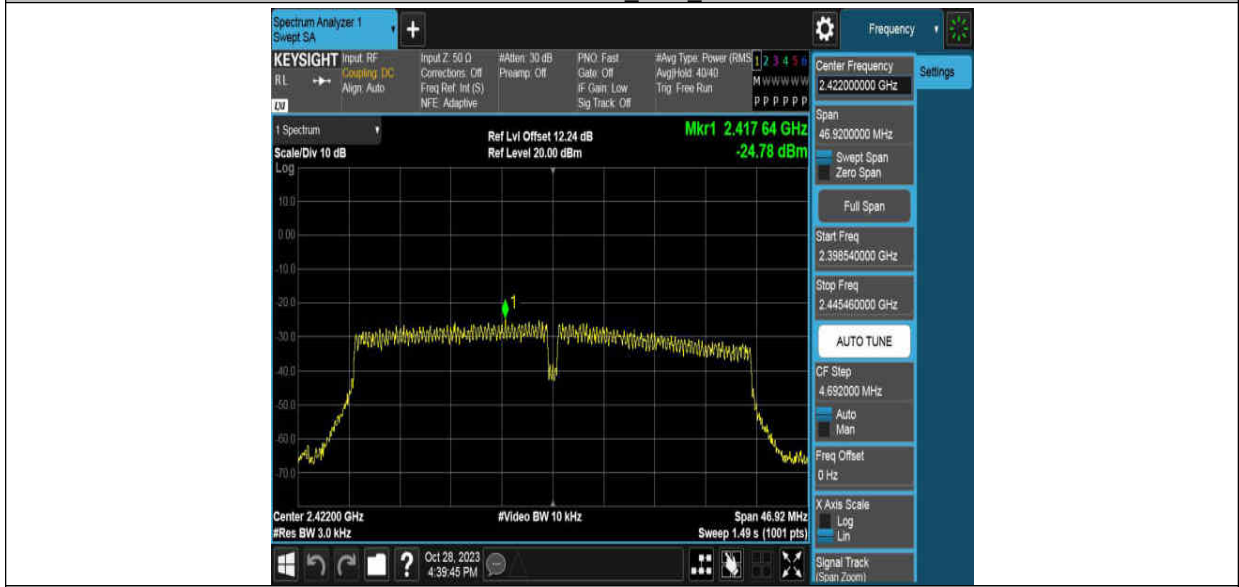 Spectrum Analyzer 1
Swept SA
+
Frequency
KEYSIGHT
RL
LXI
Input: RF
Coupling: DC
Align: Auto
Input Z: 50 Ω
Corrections: Off
Freq Ref: Int (S)
NFE: Adaptive
#Atten: 30 dB
Preamp: Off
PNO: Fast
Gate: Off
IF Gain: Low
Sig Track: Off
#Avg Type: Power (RMS
Avg|Hold: 40/40
Trig: Free Run
1 2 3 4 5 6
M W W W W W
P P P P P P
1 Spectrum
Scale/Div 10 dB
Log
Ref Lvl Offset 12.24 dB
Ref Level 20.00 dBm
Mkr1 2.417 64 GHz
-24.78 dBm
10.0
0.00
-10.0
-20.0
-30.0
-40.0
-50.0
-60.0
-70.0
1
Center 2.42200 GHz
#Res BW 3.0 kHz
#Video BW 10 kHz
Span 46.92 MHz
Sweep 1.49 s (1001 pts)
Center Frequency
2.422000000 GHz
Settings
Span
46.9200000 MHz
Swept Span
Zero Span
Full Span
Start Freq
2.398540000 GHz
Stop Freq
2.445460000 GHz
AUTO TUNE
CF Step
4.692000 MHz
Auto
Man
Freq Offset
0 Hz
X Axis Scale
Log
Lin
Signal Track
(Span Zoom)
?
Oct 28, 2023
4:39:45 PM